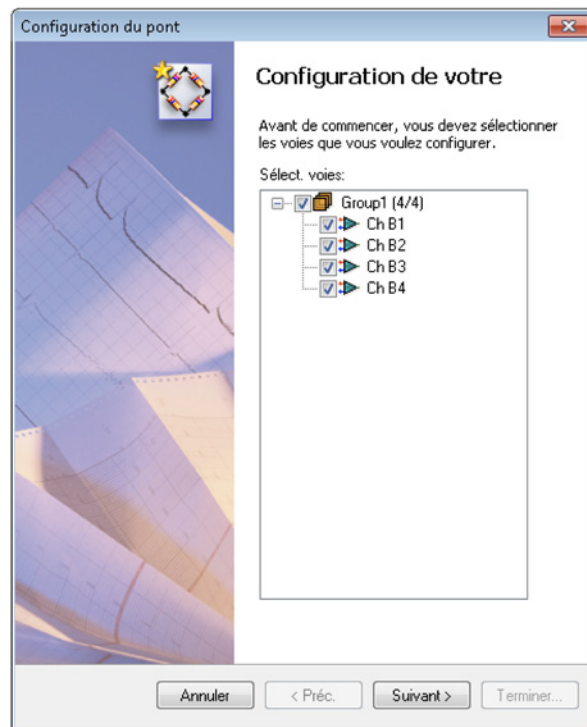 Configuration du pont
Configuration de votre
Avant de commencer, vous devez sélectionner
les voies que vous voulez configurer.
Sélect. voies:
Group1 (4/4)
Ch B1
Ch B2
Ch B3
Ch B4
Annuler
< Préc.
Suivant >
Terminer...